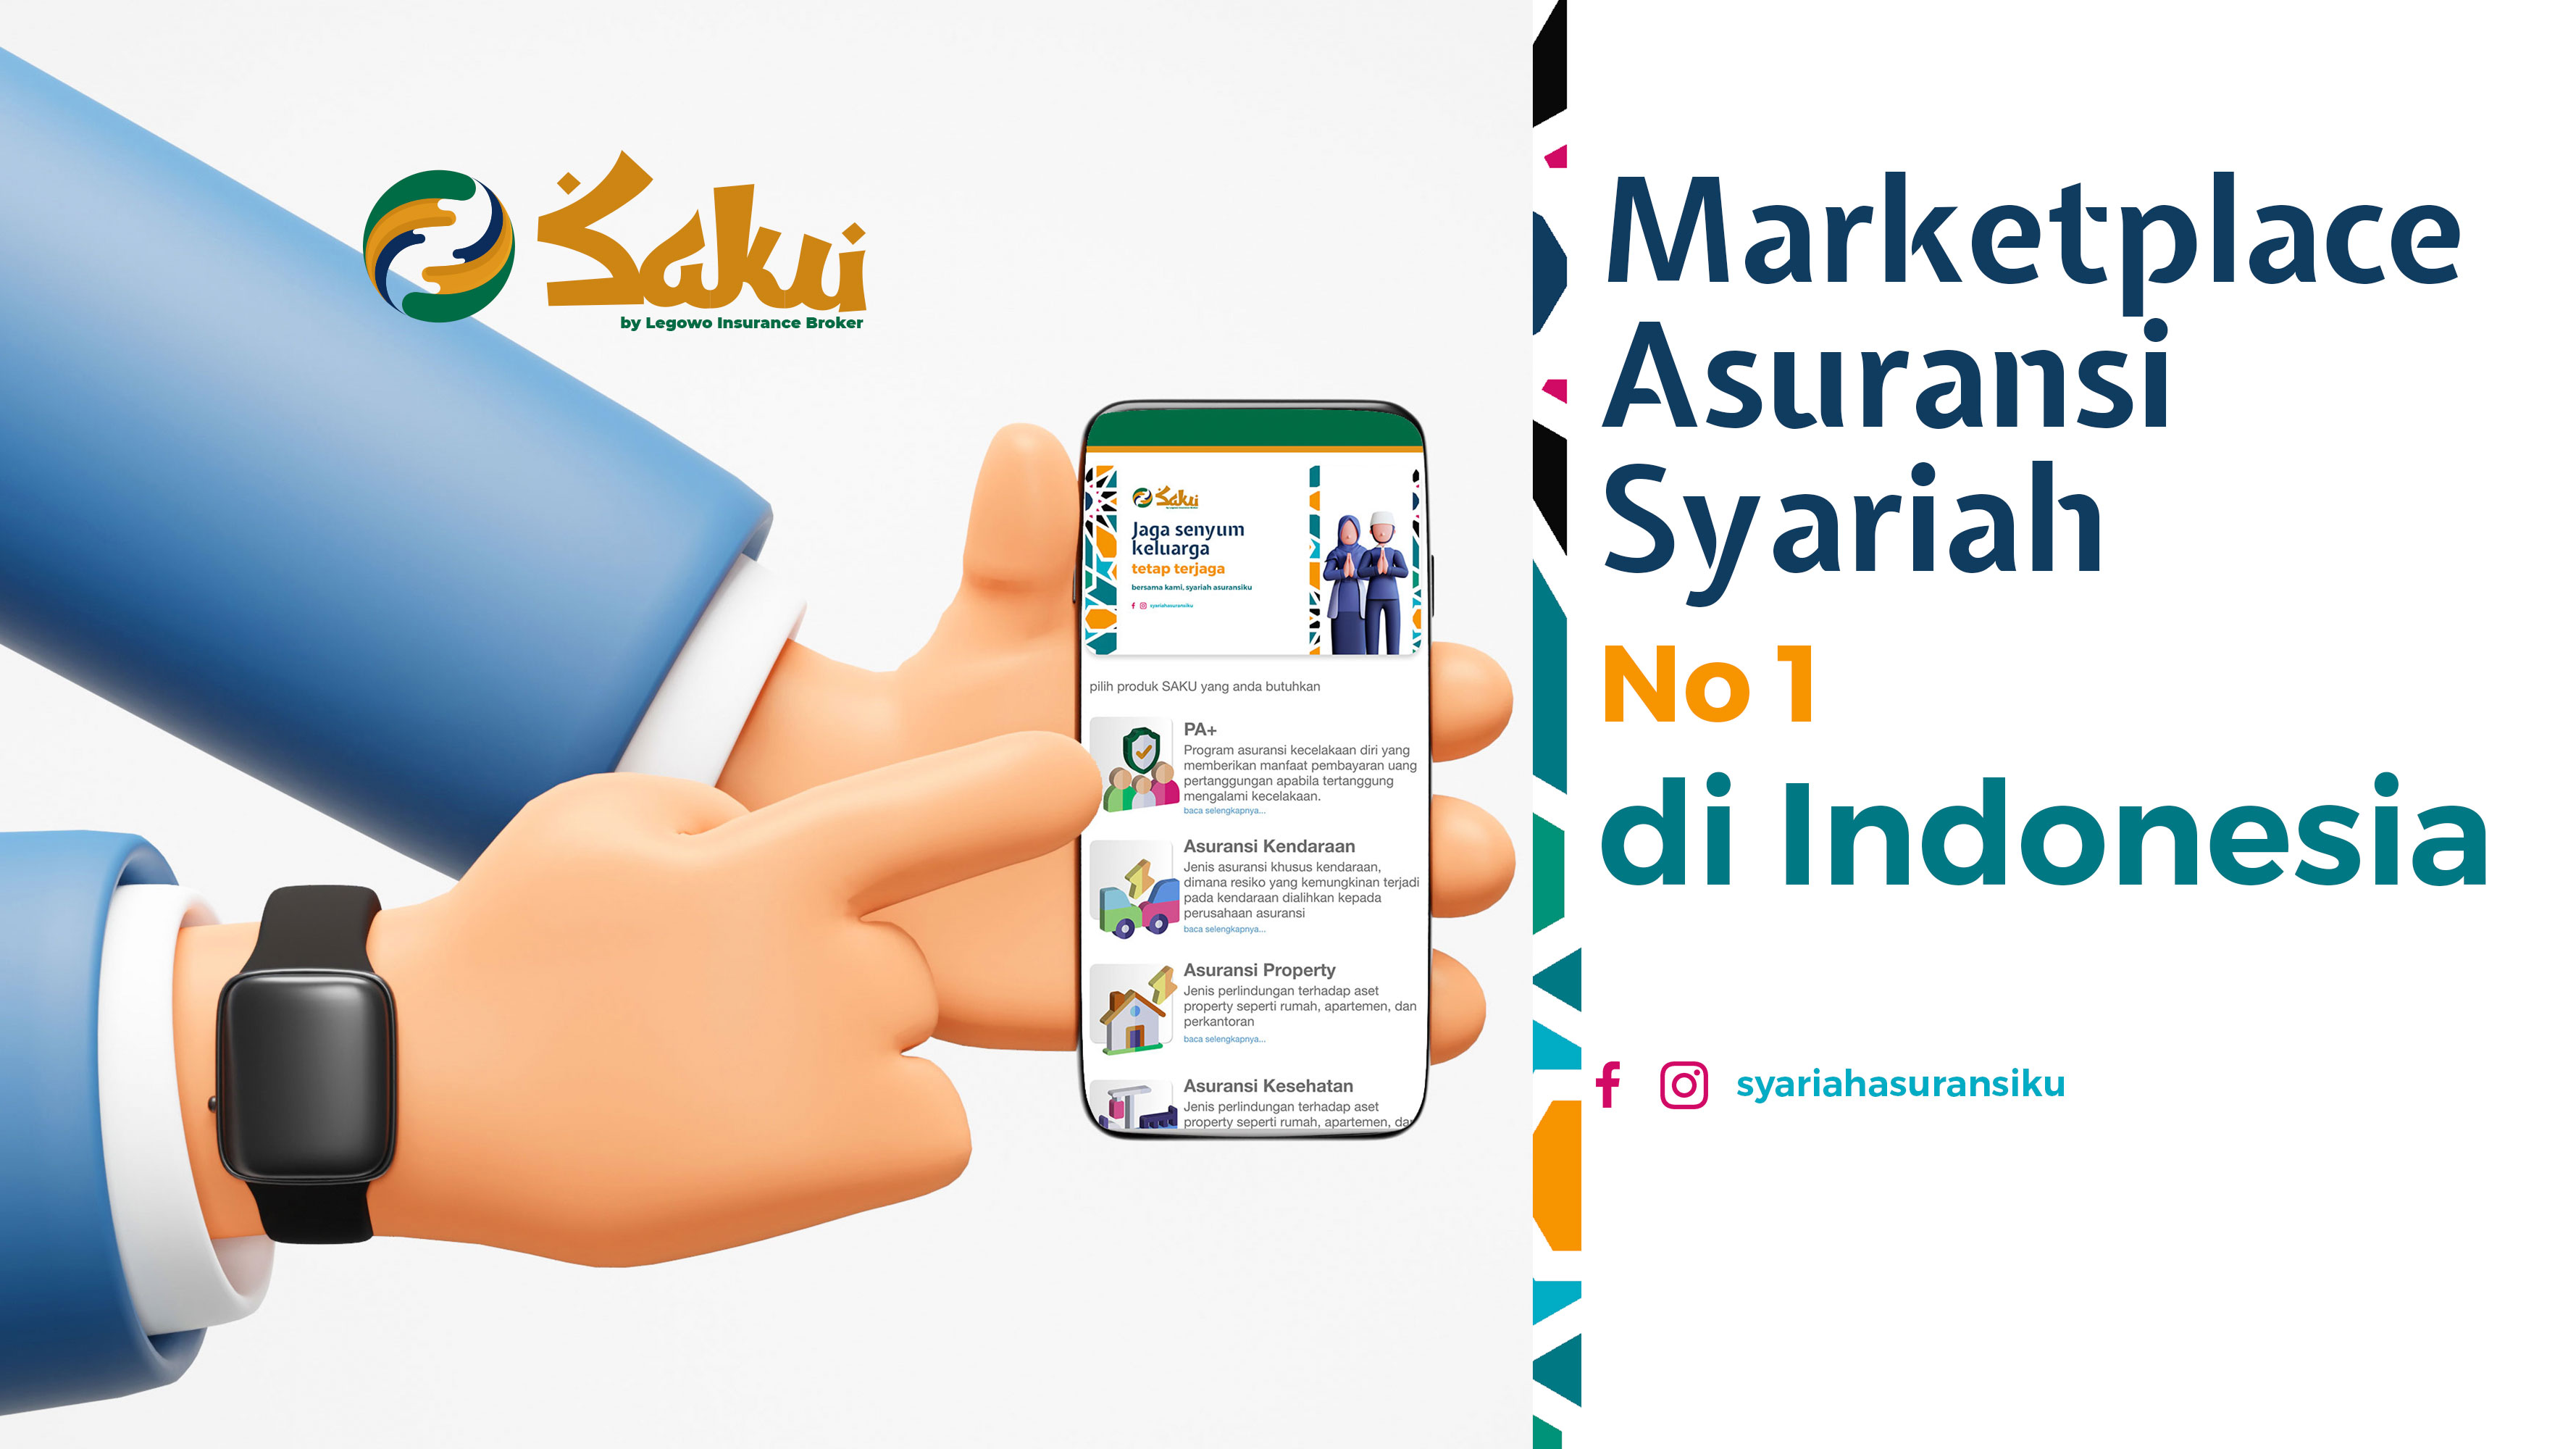 Saku
by Legowo Insurance Broker
Saku
Jaga senyum
keluarga
tetap terjaga
bersama kami, syariah asuransiku
syariahasuransiku
pilih produk SAKU yang anda butuhkan
PA+
Program asuransi kecelakaan diri yang
memberikan manfaat pembayaran uang
pertanggungan apabila tertanggung
mengalami kecelakaan.
baca selengkapnya...
Asuransi Kendaraan
Jenis asuransi khusus kendaraan,
dimana resiko yang kemungkinan terjadi
pada kendaraan dialihkan kepada
perusahaan asuransi
baca selengkapnya...
Asuransi Property
Jenis perlindungan terhadap aset
property seperti rumah, apartemen, dan
perkantoran
baca selengkapnya...
Asuransi Kesehatan
Jenis perlindungan terhadap aset
property seperti rumah, apartemen, da
Marketplace
Asuransi
Syariah
No 1
di Indonesia
syariahasuransiku